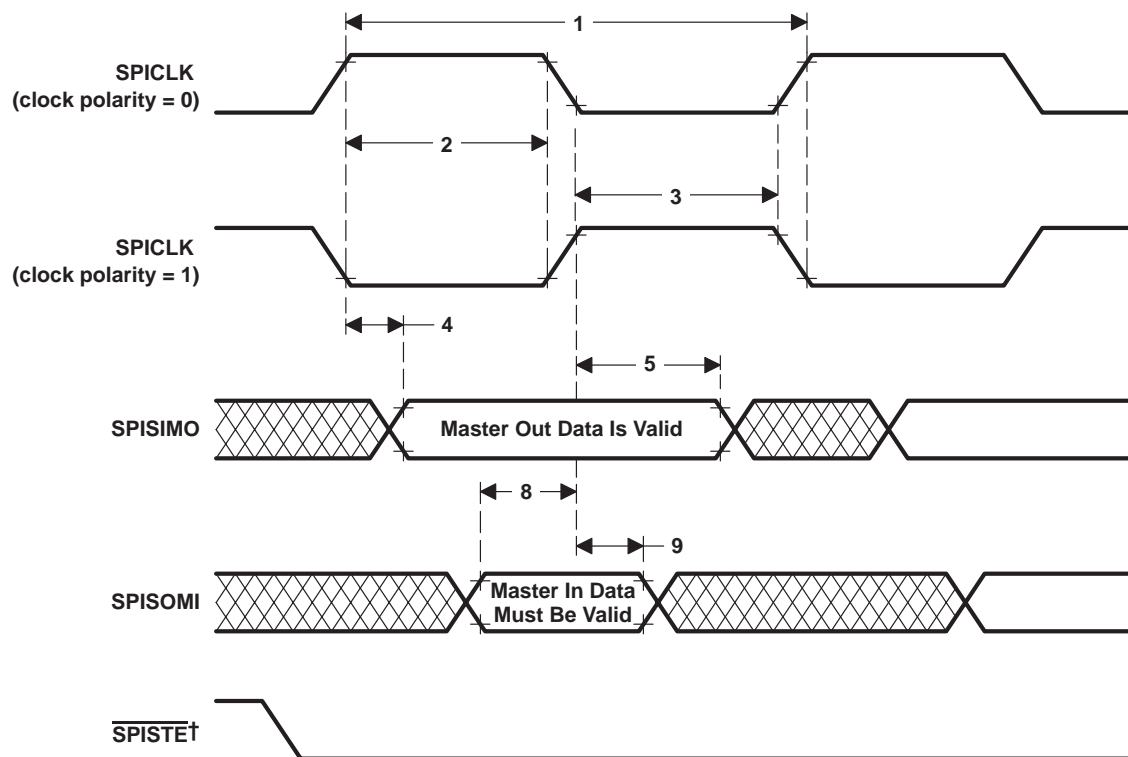 1
SPICLK
(clock polarity = 0)
2
3
SPICLK
(clock polarity = 1)
4
5
SPISIMO
Master Out Data Is Valid
8
9
SPISOMI
Master In Data
Must Be Valid
SPISTE†